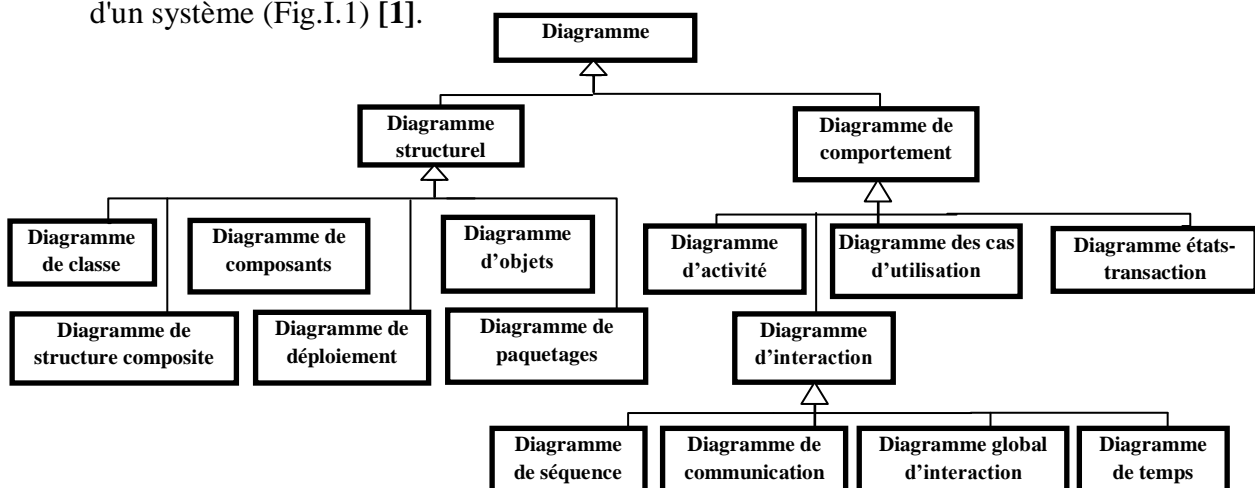 d'un système (Fig.I.1) [1].
Diagramme
Diagramme
structurel
Diagramme de
comportement
Diagramme
de classe
Diagramme de
composants
Diagramme
d’objets
Diagramme
d’activité
Diagramme des cas
d’utilisation
Diagramme états-
transaction
Diagramme de
structure composite
Diagramme de
déploiement
Diagramme de
paquetages
Diagramme
d’interaction
Diagramme
de séquence
Diagramme de
communication
Diagramme global
d’interaction
Diagramme
de temps